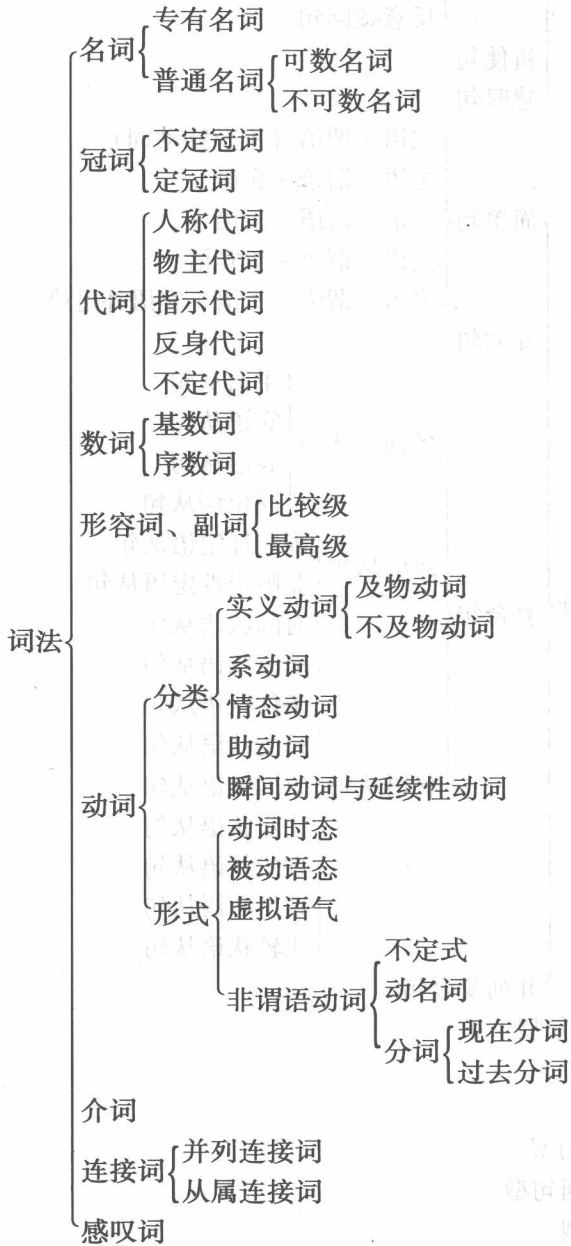 名词
专有名词
普通名词
可数名词
不可数名词
冠词
不定冠词
定冠词
代词
人称代词
物主代词
指示代词
反身代词
不定代词
数词
基数词
序数词
形容词、副词
比较级
最高级
词法
动词
分类
实义动词
及物动词
不及物动词
系动词
情态动词
助动词
瞬间动词与延续性动词
形式
动词时态
被动语态
虚拟语气
非谓语动词
不定式
动名词
分词
现在分词
过去分词
介词
连接词
并列连接词
从属连接词
感叹词